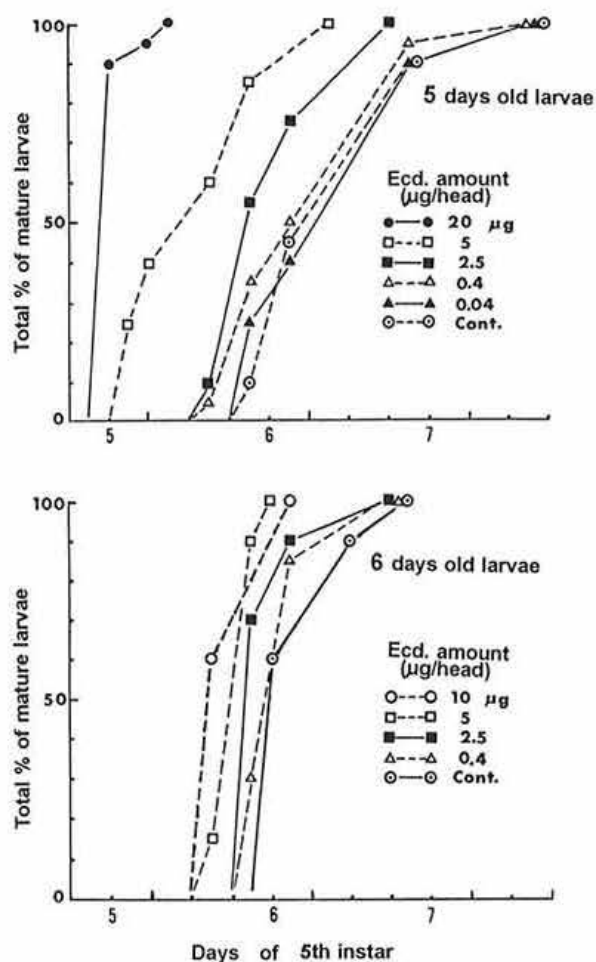 Total % of mature larvae
100
50
0
5 days old larvae
Ecd. amount
(µg/head)
20 µg
5
2.5
0.4
0.04
Cont.
5 6 7
Total % of mature larvae
100
50
0
6 days old larvae
Ecd. amount
(µg/head)
10 µg
5
2.5
0.4
Cont.
5 6 7
Days of 5th instar